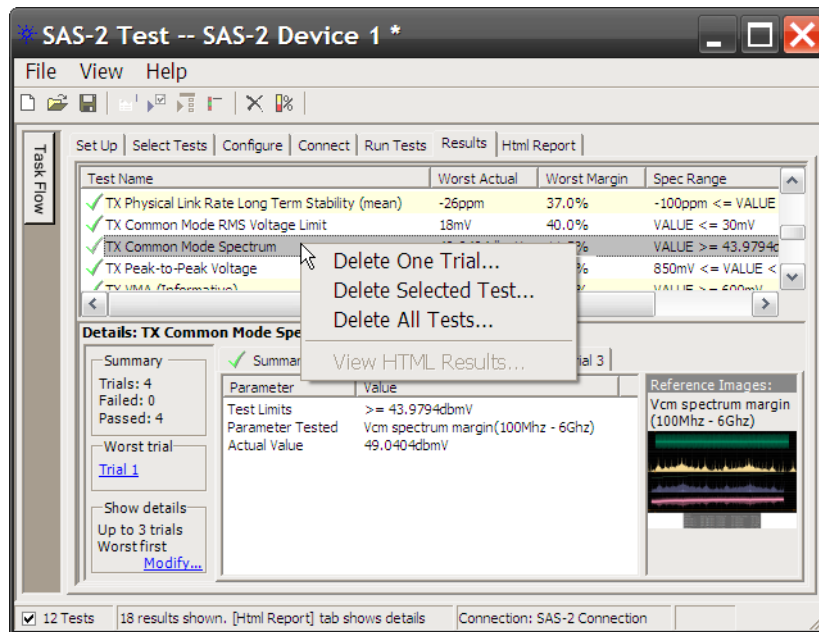 SAS-2 Test -- SAS-2 Device 1 *
File View Help
Task Flow
Set Up Select Tests Configure Connect Run Tests Results Html Report
Test Name Worst Actual Worst Margin Spec Range
TX Physical Link Rate Long Term Stability (mean) -26ppm 37.0% -100ppm <= VALUE
TX Common Mode RMS Voltage Limit 18mV 40.0% VALUE <= 30mV
TX Common Mode Spectrum VALUE >= 43.9794d
TX Peak-to-Peak Voltage % 850mV <= VALUE <
TX VMA (Informative) VALUE >= 600mV
Delete One Trial...
Delete Selected Test...
Delete All Tests...
View HTML Results...
Details: TX Common Mode Spe
Summary
Trials: 4
Failed: 0
Passed: 4
Worst trial
Trial 1
Show details
Up to 3 trials
Worst first
Modify...
Summar ial 3
Parameter Value
Test Limits >= 43.9794dbmV
Parameter Tested Vcm spectrum margin(100Mhz - 6Ghz)
Actual Value 49.0404dbmV
Reference Images:
Vcm spectrum margin
(100Mhz - 6Ghz)
12 Tests 18 results shown. [Html Report] tab shows details Connection: SAS-2 Connection